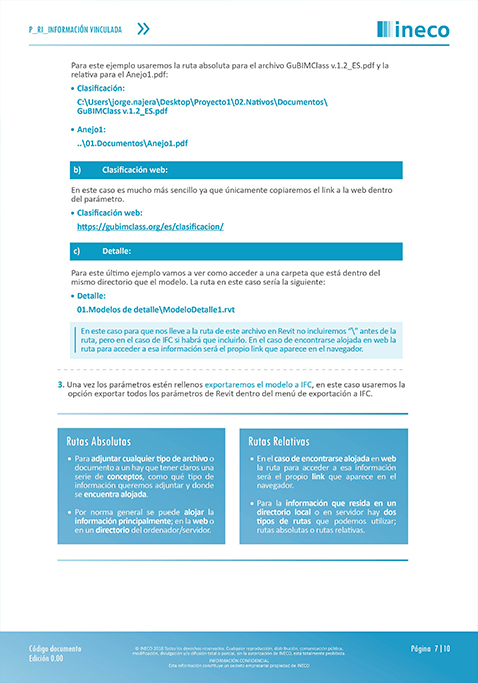 P_RI_INFORMACIÓN VINCULADA
ineco
Para este ejemplo usaremos la ruta absoluta para el archivo GuBIMClass v.1.2_ES.pdf y la
relativa para el Anejo1.pdf:
• Clasificación:
C:\Users\jorge.najera\Desktop\Proyecto1\02.Nativos\Documentos\
GuBIMClass v.1.2_ES.pdf
• Anejo1:
..\01.Documentos\Anejo1.pdf
b) Clasificación web:
En este caso es mucho más sencillo ya que únicamente copiaremos el link a la web dentro
del parámetro.
• Clasificación web:
https://gubimclass.org/es/clasificacion/
c) Detalle:
Para este último ejemplo vamos a ver como acceder a una carpeta que está dentro del
mismo directorio que el modelo. La ruta en este caso sería la siguiente:
• Detalle:
01.Modelos de detalle\ModeloDetalle1.rvt
En este caso para que nos lleve a la ruta de este archivo en Revit no incluiremos "\" antes de la
ruta, pero en el caso de IFC si habrá que incluirlo. En el caso de encontrarse alojada en web la
ruta para acceder a esa información será el propio link que aparece en el navegador.
3. Una vez los parámetros estén rellenos exportaremos el modelo a IFC, en este caso usaremos la
opción exportar todos los parámetros de Revit dentro del menú de exportación a IFC.
Rutas Absolutas
• Para adjuntar cualquier tipo de archivo o
documento a un hay que tener claros una
serie de conceptos, como qué tipo de
información queremos adjuntar y donde
se encuentra alojada.
• Por norma general se puede alojar la
información principalmente; en la web o
en un directorio del ordenador/servidor.
Rutas Relativas
• En el caso de encontrarse alojada en web
la ruta para acceder a esa información
será el propio link que aparece en el
navegador.
• Para la información que resida en un
directorio local o en servidor hay dos
tipos de rutas que podemos utilizar;
rutas absolutas o rutas relativas.
Código documento
Edición 0.00
© INECO 2018 Todos los derechos reservados. Cualquier reproducción, distribución, comunicación pública,
modificación, divulgación y/o difusión total o parcial, sin la autorización de INECO, está totalmente prohibida.
INFORMACIÓN CONFIDENCIAL
Esta información constituye un secreto empresarial propiedad de INECO
Página 7|10